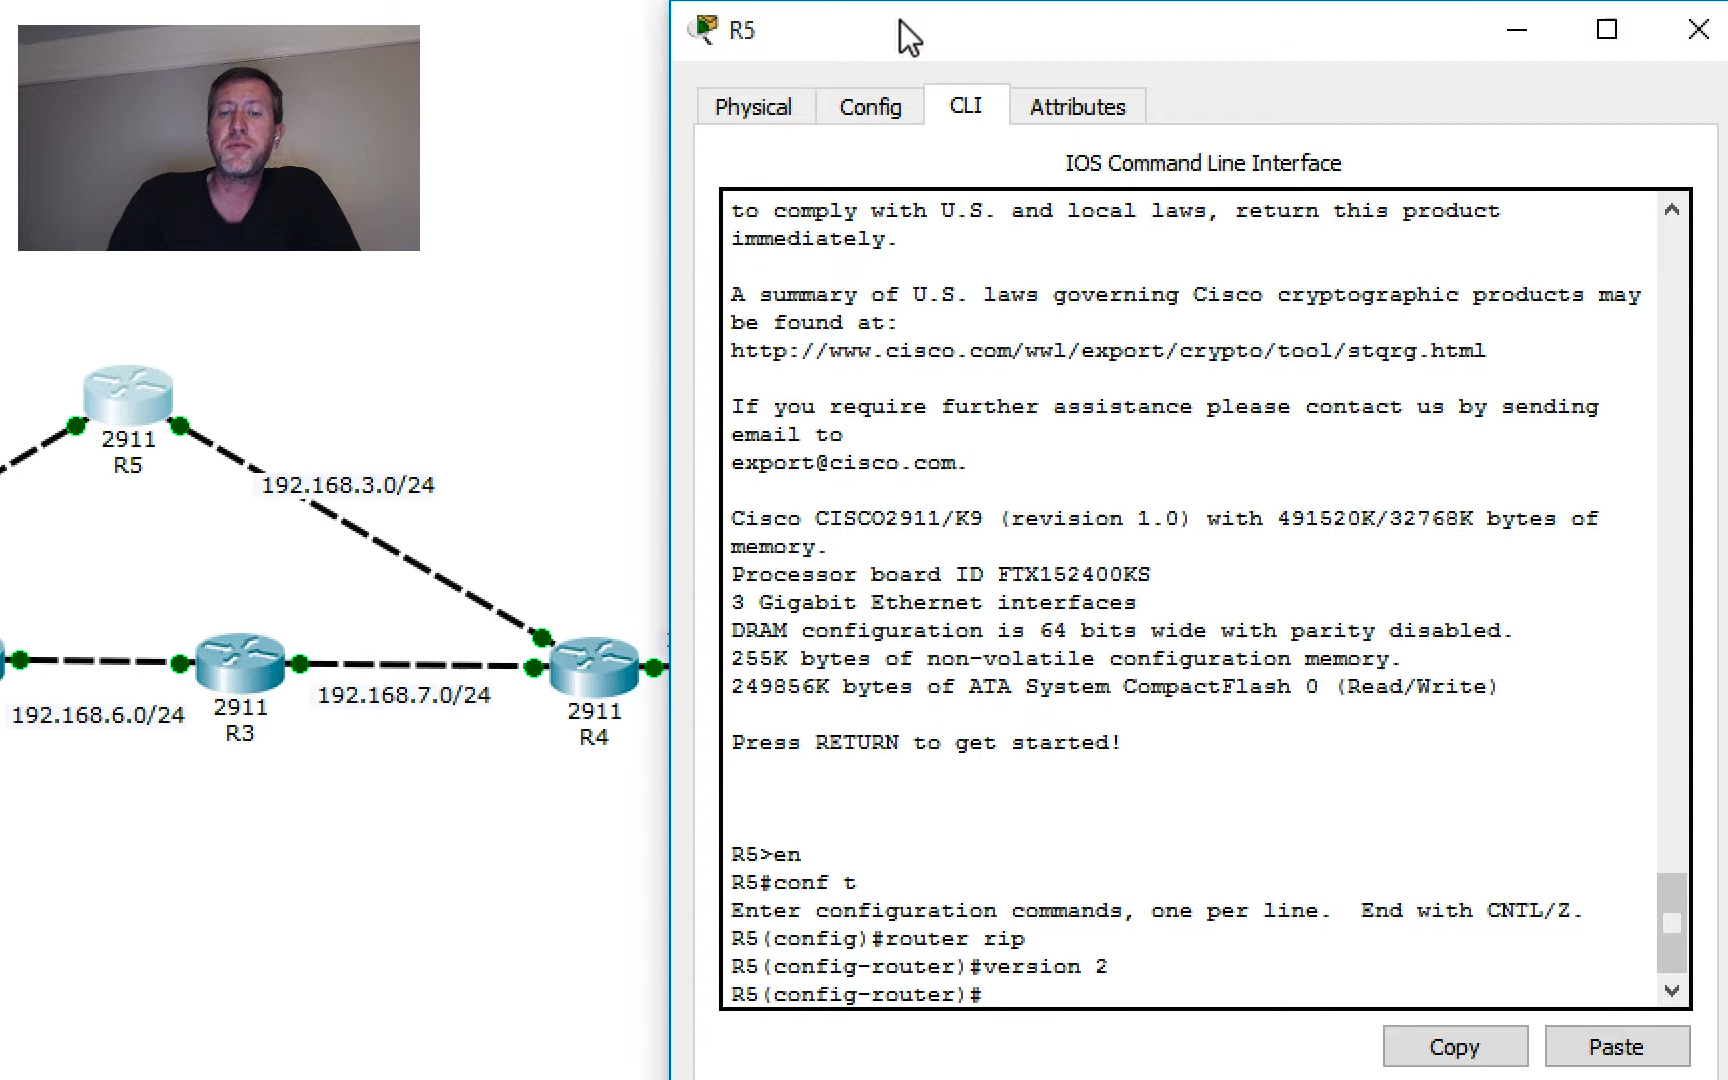 R5
Physical
Config
CLI
Attributes
IOS Command Line Interface
to comply with U.S. and local laws, return this product
immediately.
A summary of U.S. laws governing Cisco cryptographic products may
be found at:
http://www.cisco.com/wwl/export/crypto/tool/stqrg.html
If you require further assistance please contact us by sending
email to
export@cisco.com.
Cisco CISCO2911/K9 (revision 1.0) with 491520K/32768K bytes of
memory.
Processor board ID FTX152400KS
3 Gigabit Ethernet interfaces
DRAM configuration is 64 bits wide with parity disabled.
255K bytes of non-volatile configuration memory.
249856K bytes of ATA System CompactFlash 0 (Read/Write)
Press RETURN to get started!
R5>en
R5#conf t
Enter configuration commands, one per line.  End with CNTL/Z.
R5(config)#router rip
R5(config-router)#version 2
R5(config-router)#
Copy
Paste
2911
R5
192.168.3.0/24
192.168.6.0/24
2911
R3
192.168.7.0/24
2911
R4